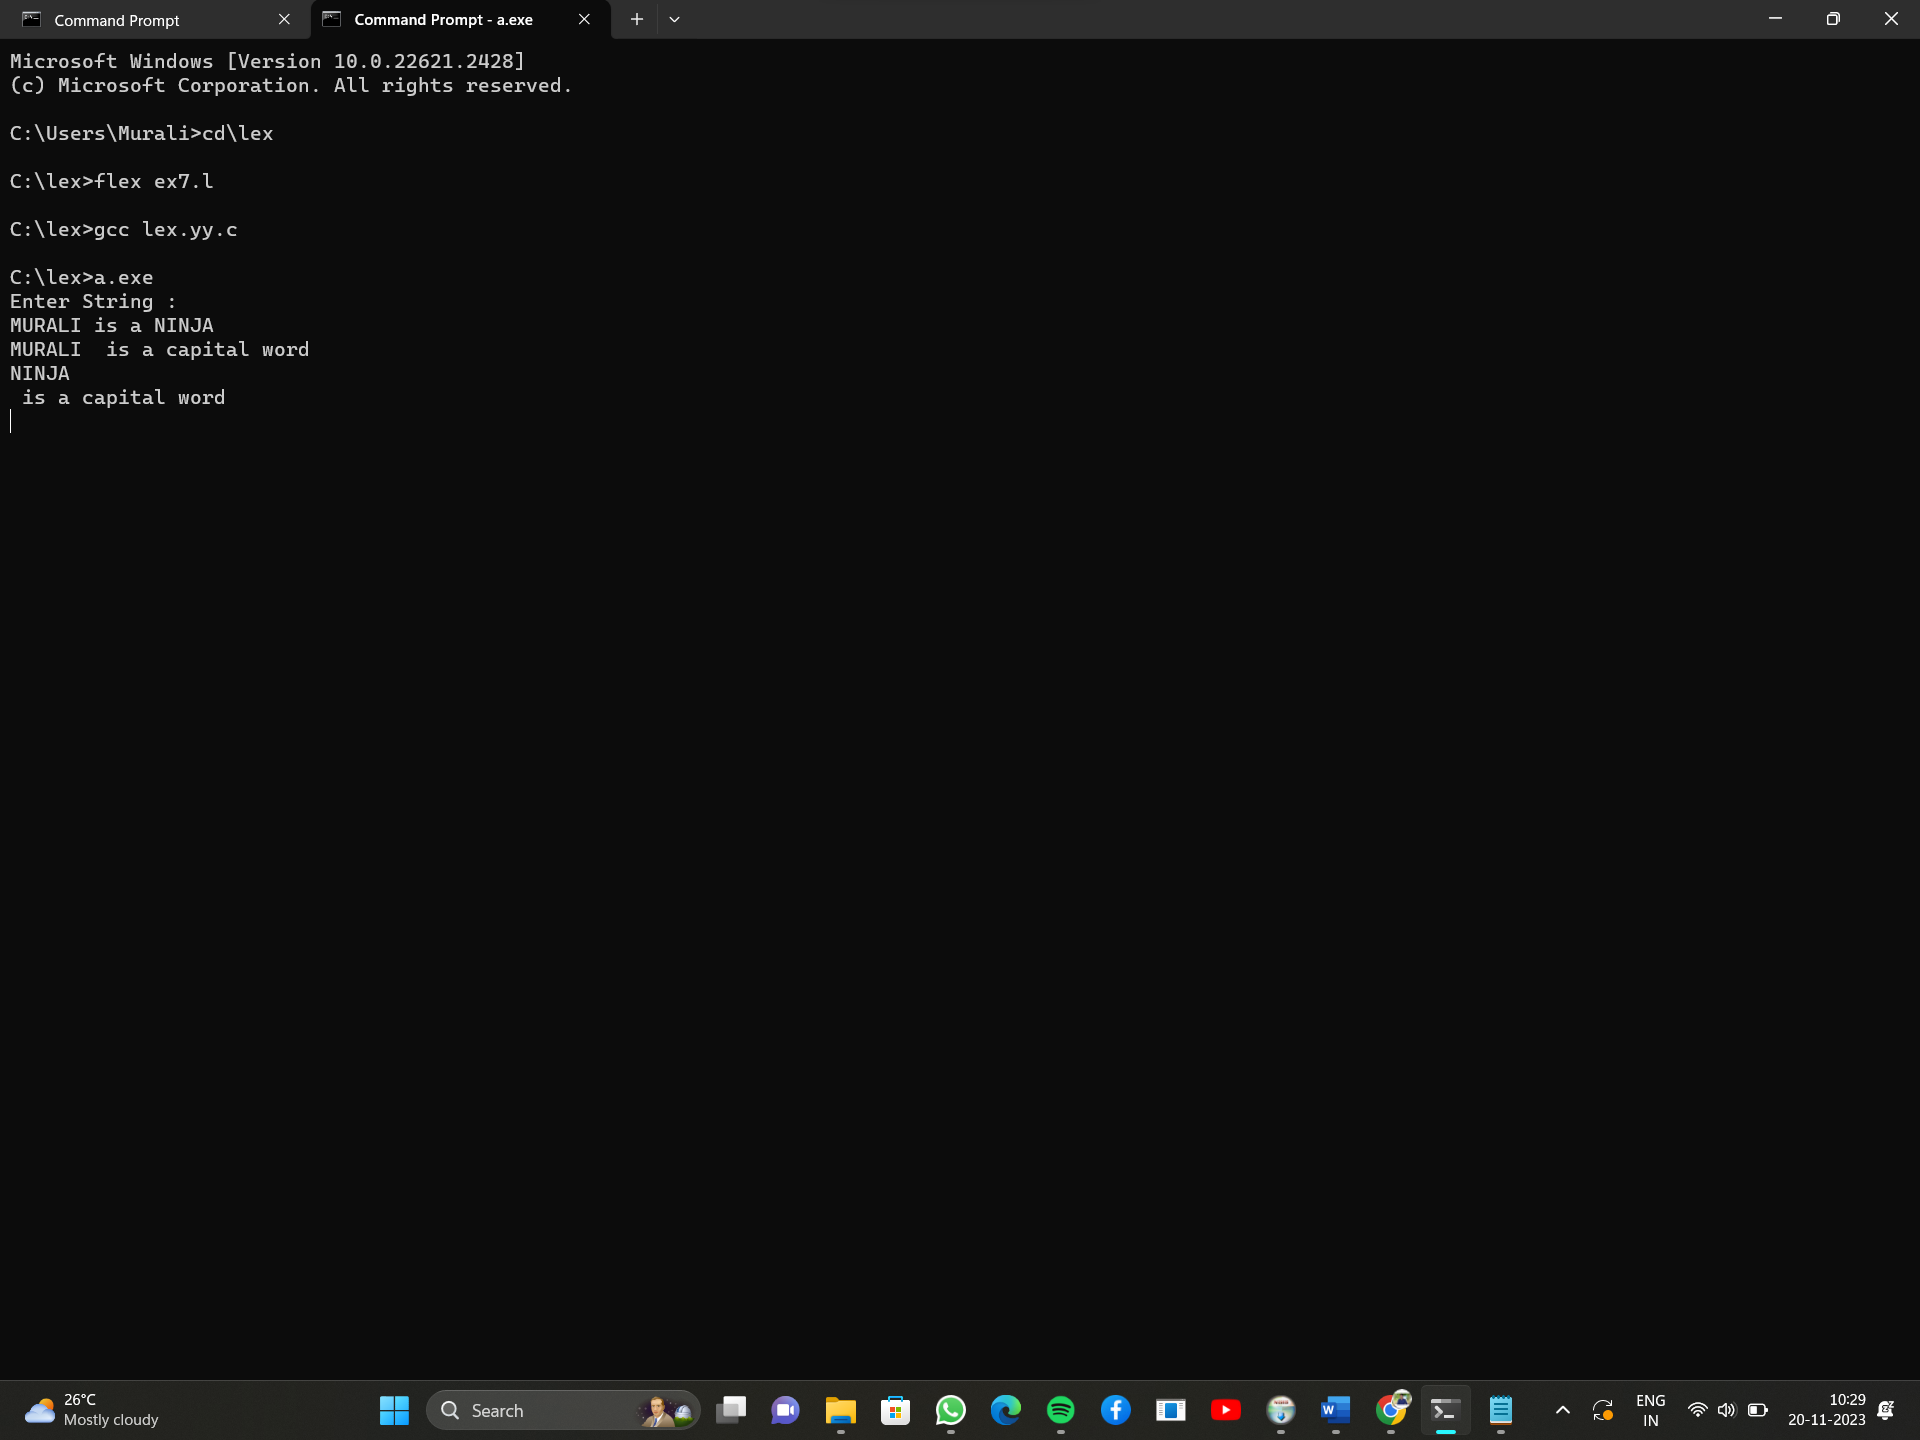 Command Prompt
Command Prompt - a.exe
Microsoft Windows [Version 10.0.22621.2428]
(c) Microsoft Corporation. All rights reserved.
C:\Users\Murali>cd\lex
C:\lex>flex ex7.l
C:\lex>gcc lex.yy.c
C:\lex>a.exe
Enter String :
MURALI is a NINJA
MURALI  is a capital word
NINJA
 is a capital word
26°C
Mostly cloudy
Search
ENG
IN
10:29
20-11-2023